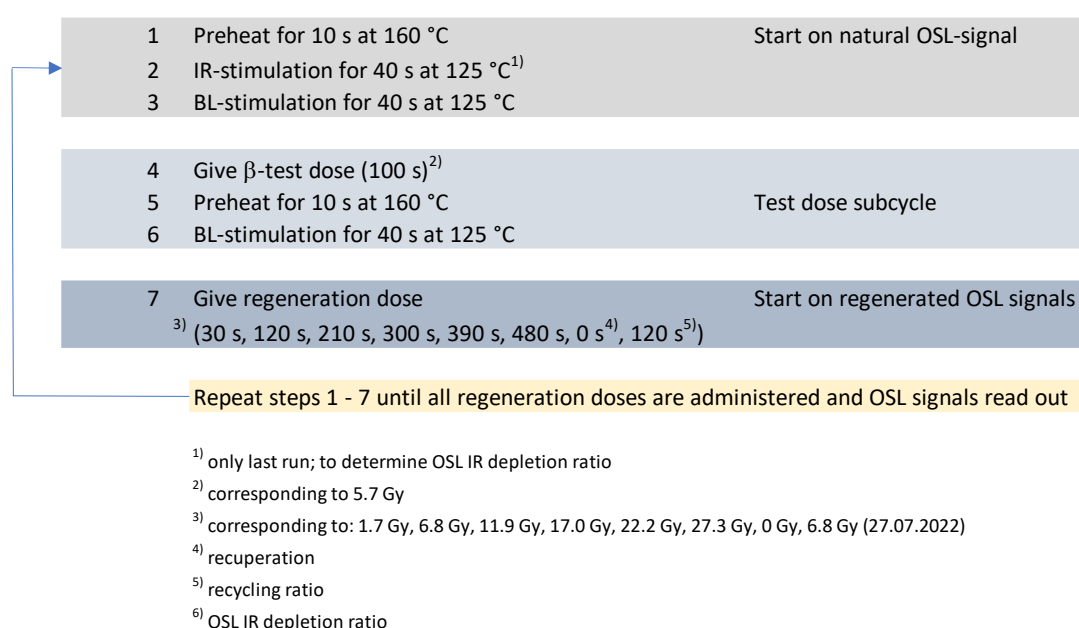 1 Preheat for 10 s at 160 °C Start on natural OSL-signal
2 IR-stimulation for 40 s at 125 °C1)
3 BL-stimulation for 40 s at 125 °C
4 Give β-test dose (100 s)2)
5 Preheat for 10 s at 160 °C Test dose subcycle
6 BL-stimulation for 40 s at 125 °C
7 Give regeneration dose Start on regenerated OSL signals
3) (30 s, 120 s, 210 s, 300 s, 390 s, 480 s, 0 s4), 120 s5))
Repeat steps 1 - 7 until all regeneration doses are administered and OSL signals read out
1) only last run; to determine OSL IR depletion ratio
2) corresponding to 5.7 Gy
3) corresponding to: 1.7 Gy, 6.8 Gy, 11.9 Gy, 17.0 Gy, 22.2 Gy, 27.3 Gy, 0 Gy, 6.8 Gy (27.07.2022)
4) recuperation
5) recycling ratio
6) OSL IR depletion ratio